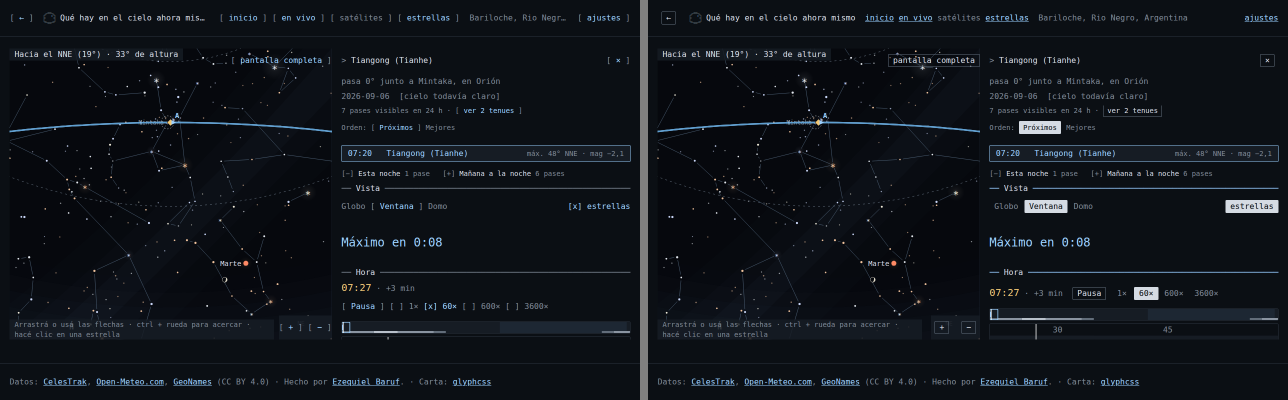 [ ← ] Qué hay en el cielo ahora mis… [ inicio ] [ en vivo ] [ satélites ] [ estrellas ] Bariloche, Río Negr… [ ajustes ]
Hacia el NNE (19°) · 33° de altura
[ pantalla completa ]
Mintaka
Marte
Arrastrá o usá las flechas · ctrl + rueda para acercar ·
hacé clic en una estrella
[ + ] [ − ]
> Tiangong (Tianhe) [ × ]
pasa 0° junto a Mintaka, en Orión
2026-09-06 [cielo todavía claro]
7 pases visibles en 24 h · [ ver 2 tenues ]
Orden: [ Próximos ] Mejores
07:20 Tiangong (Tianhe) máx. 48° NNE · mag −2,1
[−] Esta noche 1 pase [+] Mañana a la noche 6 pases
Vista
Globo [ Ventana ] Domo [x] estrellas
Máximo en 0:08
Hora
07:27 · +3 min
[ Pausa ] [ ] 1× [x] 60× [ ] 600× [ ] 3600×
Datos: CelesTrak, Open-Meteo.com, GeoNames (CC BY 4.0) · Hecho por Ezequiel Baruf. · Carta: glyphcss
← Qué hay en el cielo ahora mismo inicio en vivo satélites estrellas Bariloche, Río Negro, Argentina ajustes
Hacia el NNE (19°) · 33° de altura
pantalla completa
Mintaka
Marte
Arrastrá o usá las flechas · ctrl + rueda para acercar ·
hacé clic en una estrella
+ −
> Tiangong (Tianhe) ×
pasa 0° junto a Mintaka, en Orión
2026-09-06 [cielo todavía claro]
7 pases visibles en 24 h · ver 2 tenues
Orden: Próximos Mejores
07:20 Tiangong (Tianhe) máx. 48° NNE · mag −2,1
[−] Esta noche 1 pase [+] Mañana a la noche 6 pases
Vista
Globo Ventana Domo estrellas
Máximo en 0:08
Hora
07:27 · +3 min Pausa 1× 60× 600× 3600×
30 45
Datos: CelesTrak, Open-Meteo.com, GeoNames (CC BY 4.0) · Hecho por Ezequiel Baruf. · Carta: glyphcss